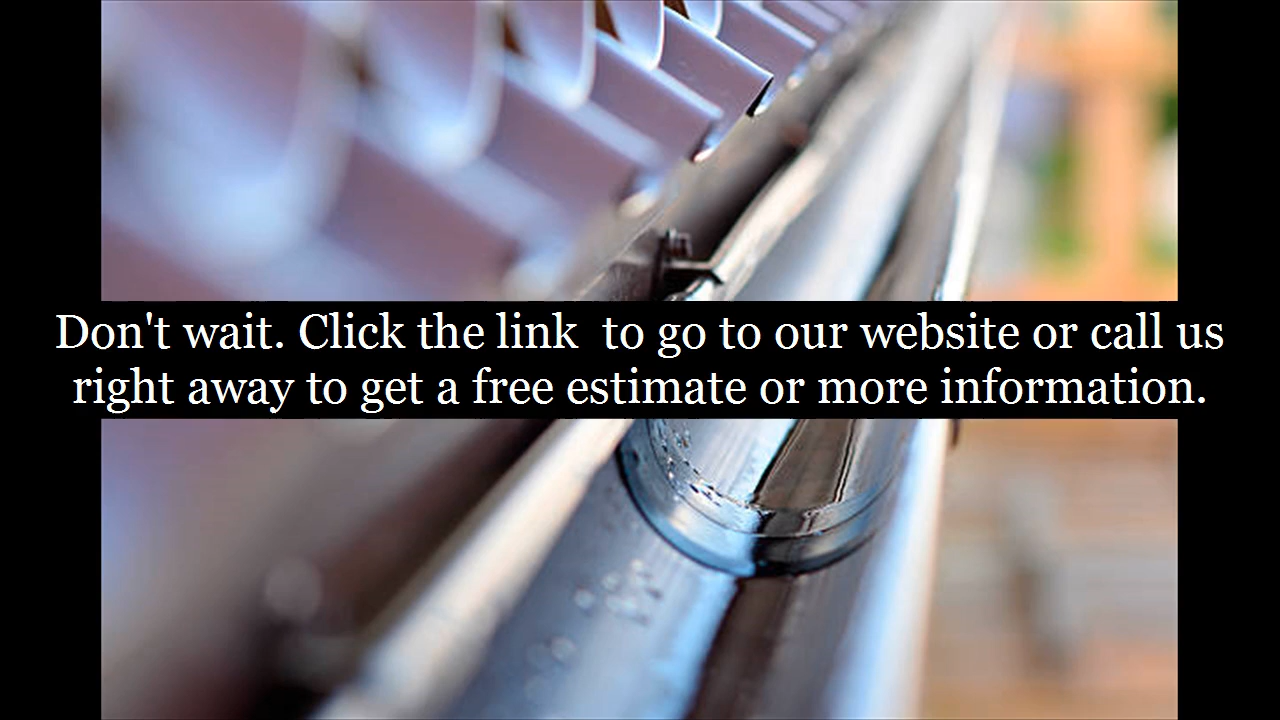 Don't wait. Click the link  to go to our website or call us
right away to get a free estimate or more information.